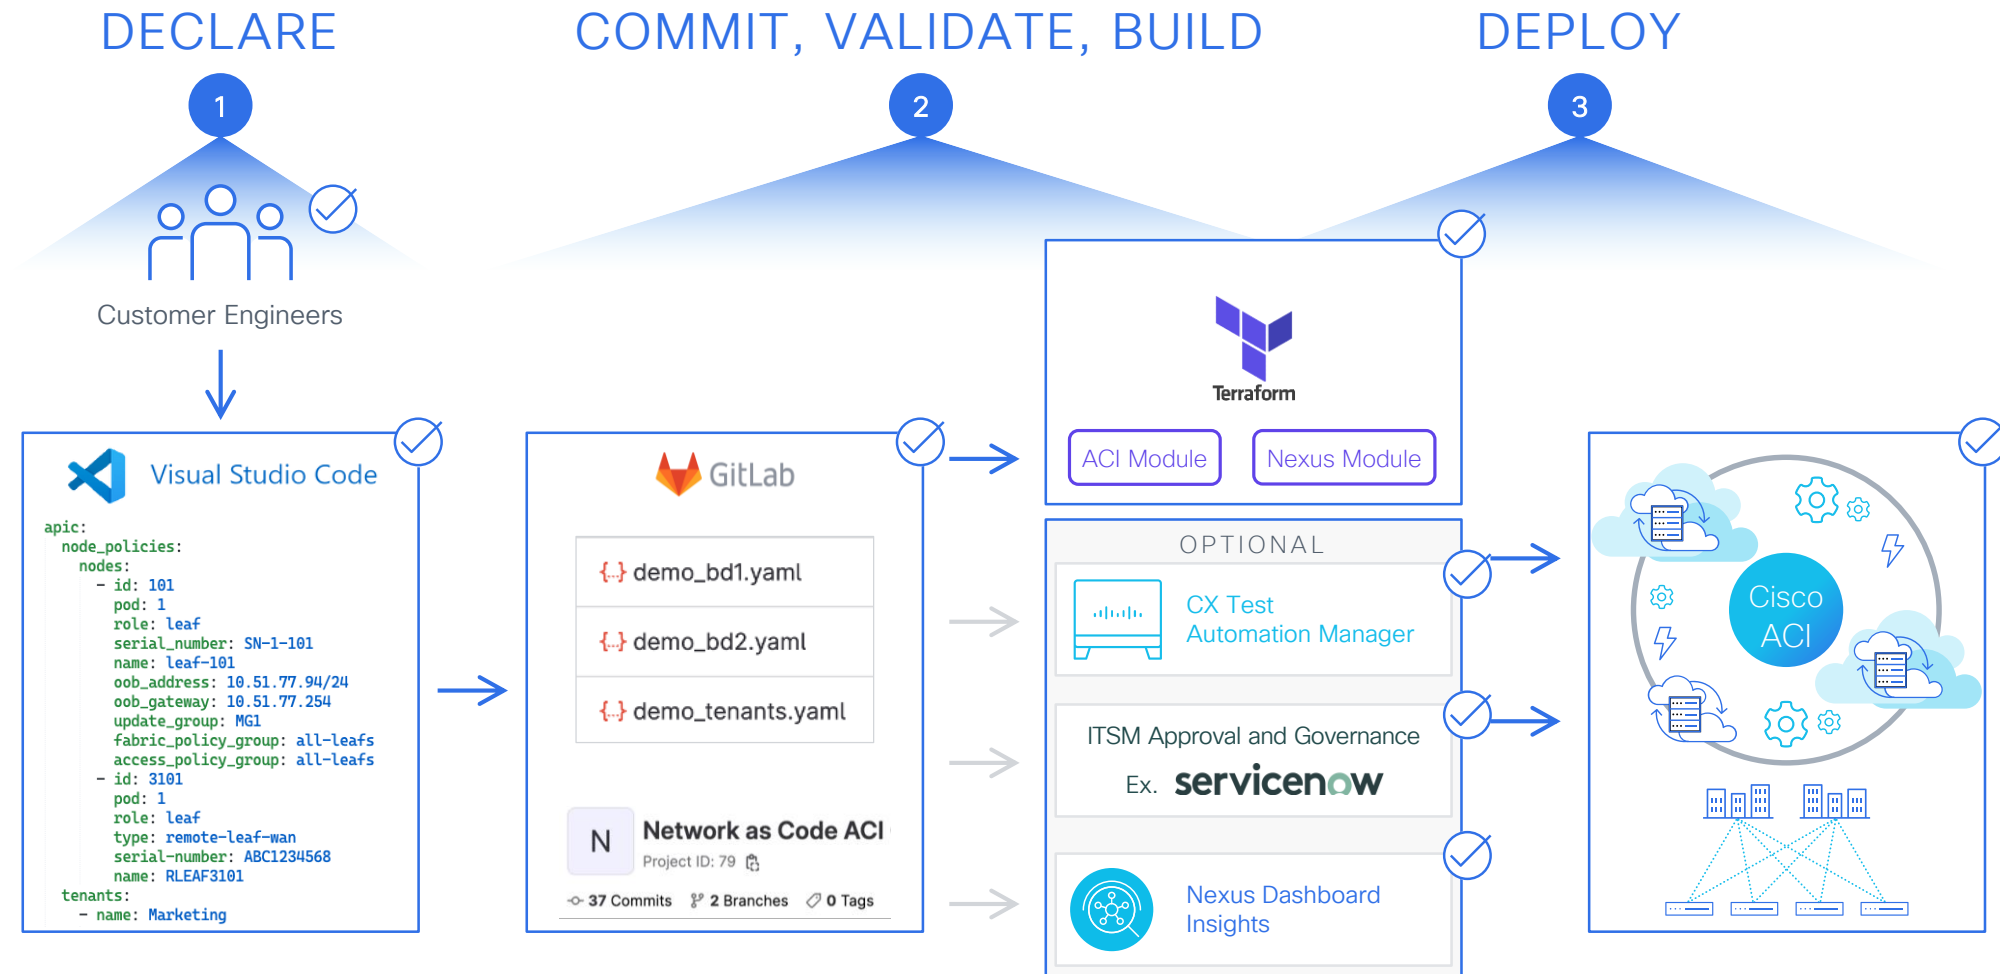 DECLARE
COMMIT, VALIDATE, BUILD
DEPLOY
1
2
3
Customer Engineers
Visual Studio Code
apic:
node_policies:
nodes:
- id: 101
pod: 1
role: leaf
serial_number: SN-1-101
name: leaf-101
oob_address: 10.51.77.94/24
oob_gateway: 10.51.77.254
update_group: MG1
fabric_policy_group: all-leafs
access_policy_group: all-leafs
- id: 3101
pod: 1
role: leaf
type: remote-leaf-wan
serial-number: ABC1234568
name: RLEAF3101
tenants:
- name: Marketing
GitLab
{..} demo_bd1.yaml
{..} demo_bd2.yaml
{..} demo_tenants.yaml
N
Network as Code ACI
Project ID: 79
37 Commits 2 Branches 0 Tags
Terraform
ACI Module
Nexus Module
OPTIONAL
CX Test
Automation Manager
ITSM Approval and Governance
Ex. servicenow
Nexus Dashboard
Insights
Cisco
ACI